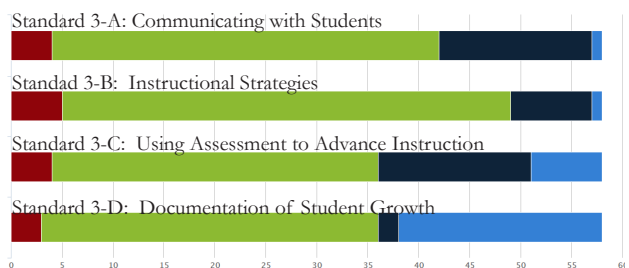 Standard 3-A: Communicating with Students
Standad 3-B:  Instructional Strategies
Standard 3-C:  Using Assessment to Advance Instruction
Standard 3-D:  Documentation of Student Growth
0 5 10 15 20 25 30 35 40 45 50 55 60